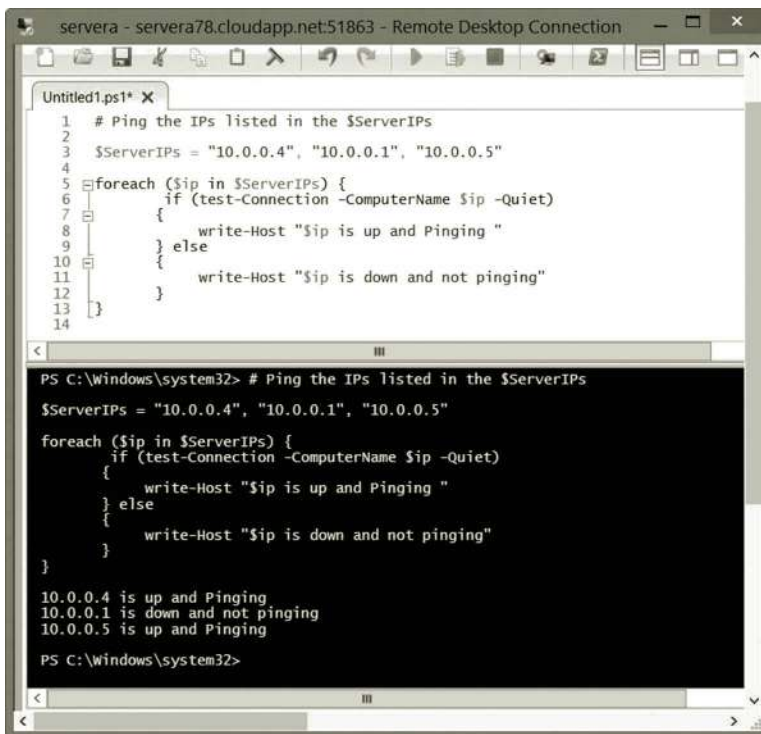 servera - servera78.cloudapp.net:51863 - Remote Desktop Connection
Untitled1.ps1* X
1 # Ping the IPs listed in the $ServerIPs
2
3 $ServerIPs = "10.0.0.4", "10.0.0.1", "10.0.0.5"
4
5 foreach ($ip in $ServerIPs) {
6 if (test-Connection -ComputerName $ip -Quiet)
7 {
8 write-Host "$ip is up and Pinging "
9 } else
10 {
11 write-Host "$ip is down and not pinging"
12 }
13 }
14
PS C:\Windows\system32> # Ping the IPs listed in the $ServerIPs
$ServerIPs = "10.0.0.4", "10.0.0.1", "10.0.0.5"
foreach ($ip in $ServerIPs) {
if (test-Connection -ComputerName $ip -Quiet)
{
write-Host "$ip is up and Pinging "
} else
{
write-Host "$ip is down and not pinging"
}
}
10.0.0.4 is up and Pinging
10.0.0.1 is down and not pinging
10.0.0.5 is up and Pinging
PS C:\Windows\system32>